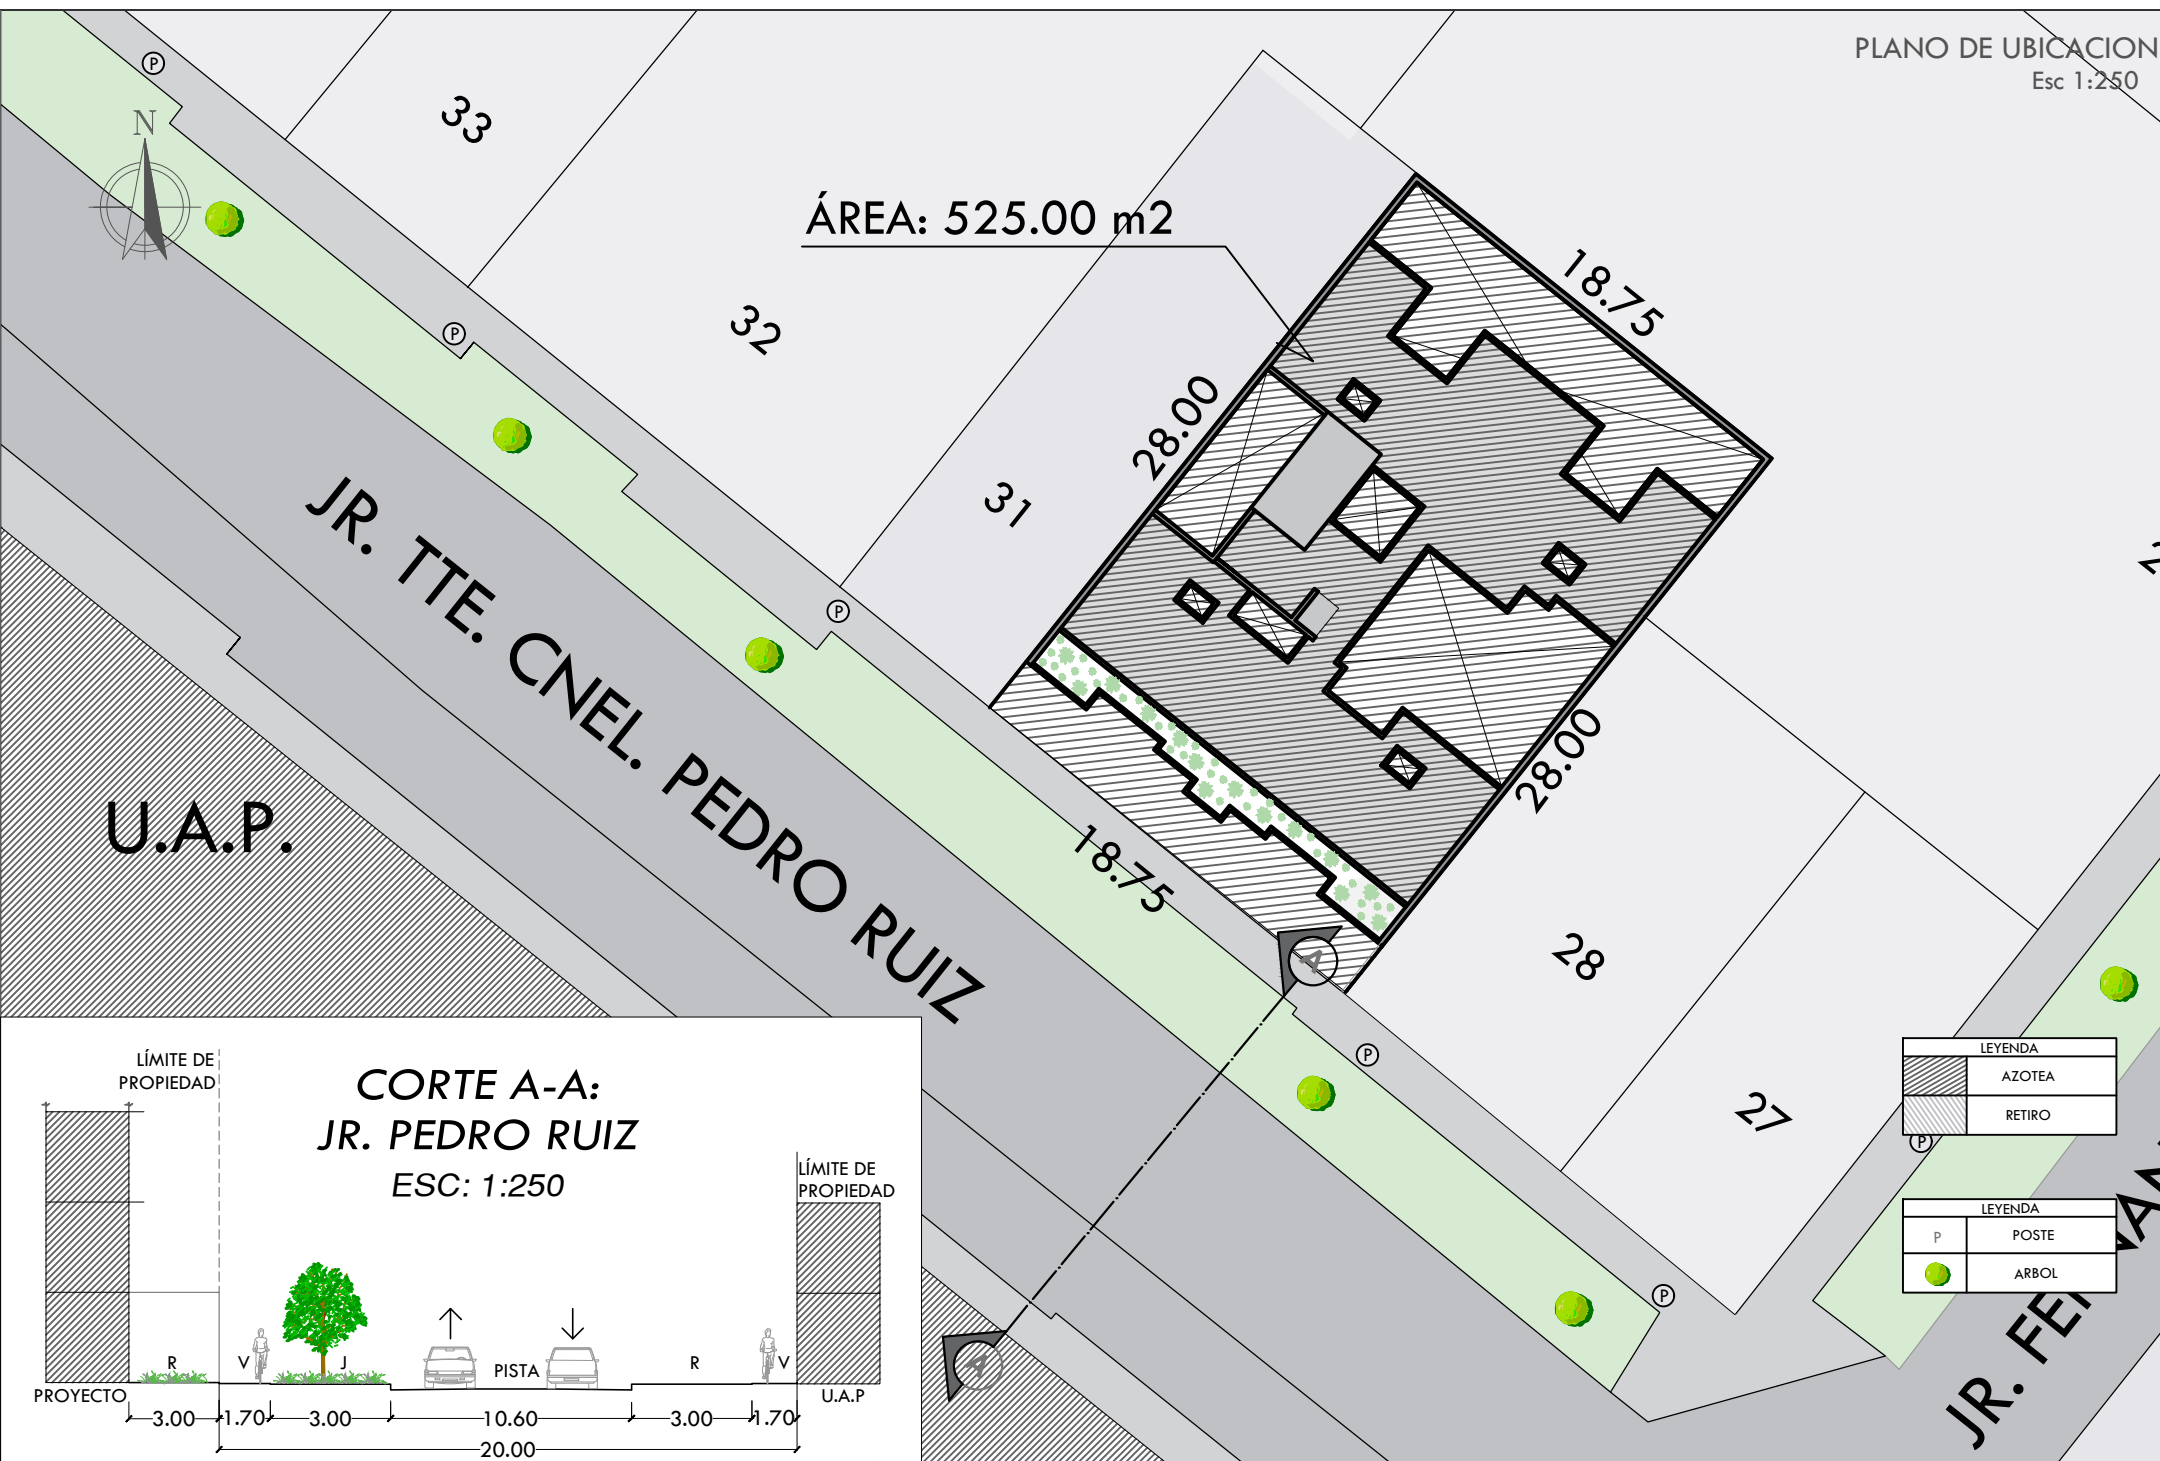 PLANO DE UBICACION
Esc 1:250
P
33
N
ÁREA: 525.00 m2
18.75
32
P
28.00
31
P
JR. TTE. CNEL. PEDRO RUIZ
28.00
U.A.P.
18.75
28
A
P
27
LEYENDA
AZOTEA
RETIRO
P
LEYENDA
P POSTE
ARBOL
P
A
LÍMITE DE
PROPIEDAD
CORTE A-A:
JR. PEDRO RUIZ
ESC: 1:250
LÍMITE DE
PROPIEDAD
R V J PISTA R V
PROYECTO U.A.P
3.00 1.70 3.00 10.60 3.00 1.70
20.00
JR.